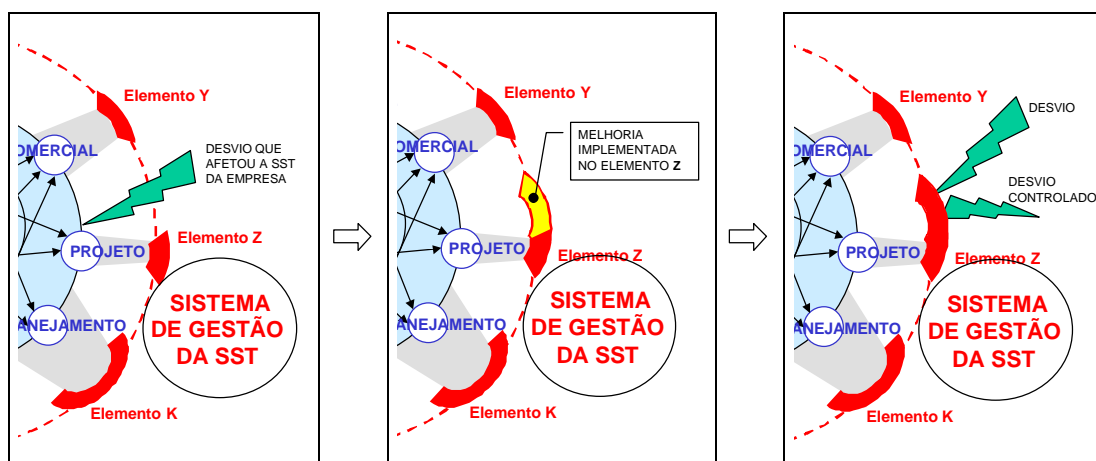 Elemento Y
OMERCIAL
DESVIO QUE
AFETOU A SST
DA EMPRESA
PROJETO
Elemento Z
ANEJAMENTO
SISTEMA
DE GESTÃO
DA SST
Elemento K
Elemento Y
OMERCIAL
MELHORIA
IMPLEMENTADA
NO ELEMENTO Z
PROJETO
Elemento Z
ANEJAMENTO
SISTEMA
DE GESTÃO
DA SST
Elemento K
Elemento Y
DESVIO
OMERCIAL
DESVIO
CONTROLADO
PROJETO
Elemento Z
ANEJAMENTO
SISTEMA
DE GESTÃO
DA SST
Elemento K